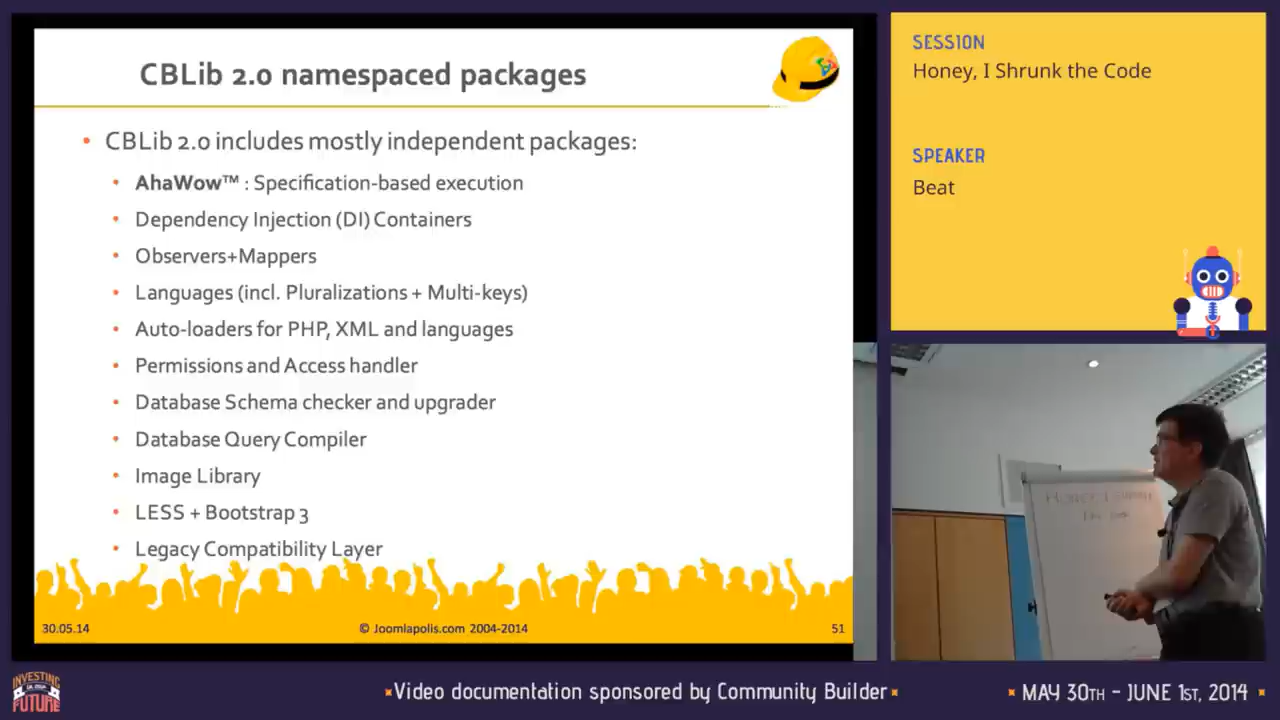 CBLib 2.0 namespaced packages
• CBLib 2.0 includes mostly independent packages:
• AhaWow™ : Specification-based execution
• Dependency Injection (DI) Containers
• Observers+Mappers
• Languages (incl. Pluralizations + Multi-keys)
• Auto-loaders for PHP, XML and languages
• Permissions and Access handler
• Database Schema checker and upgrader
• Database Query Compiler
• Image Library
• LESS + Bootstrap 3
• Legacy Compatibility Layer
30.05.14
© Joomlapolis.com 2004-2014
51
SESSION
Honey, I Shrunk the Code
SPEAKER
Beat
INVESTING
FUTURE
Video documentation sponsored by Community Builder
MAY 30TH - JUNE 1ST, 2014